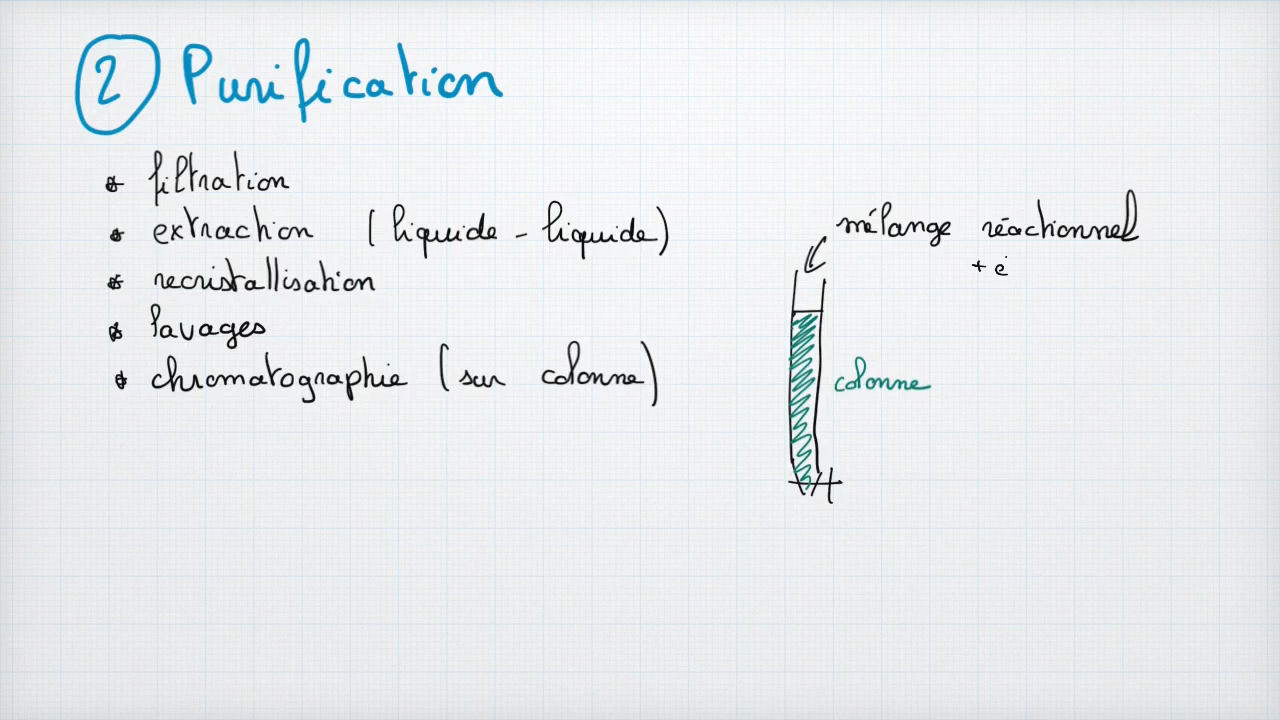 2 Purification
* filtration
* extraction (liquide - liquide)
* recristallisation
* lavages
* chromatographie (sur colonne)
mélange réactionnel
+ é
colonne